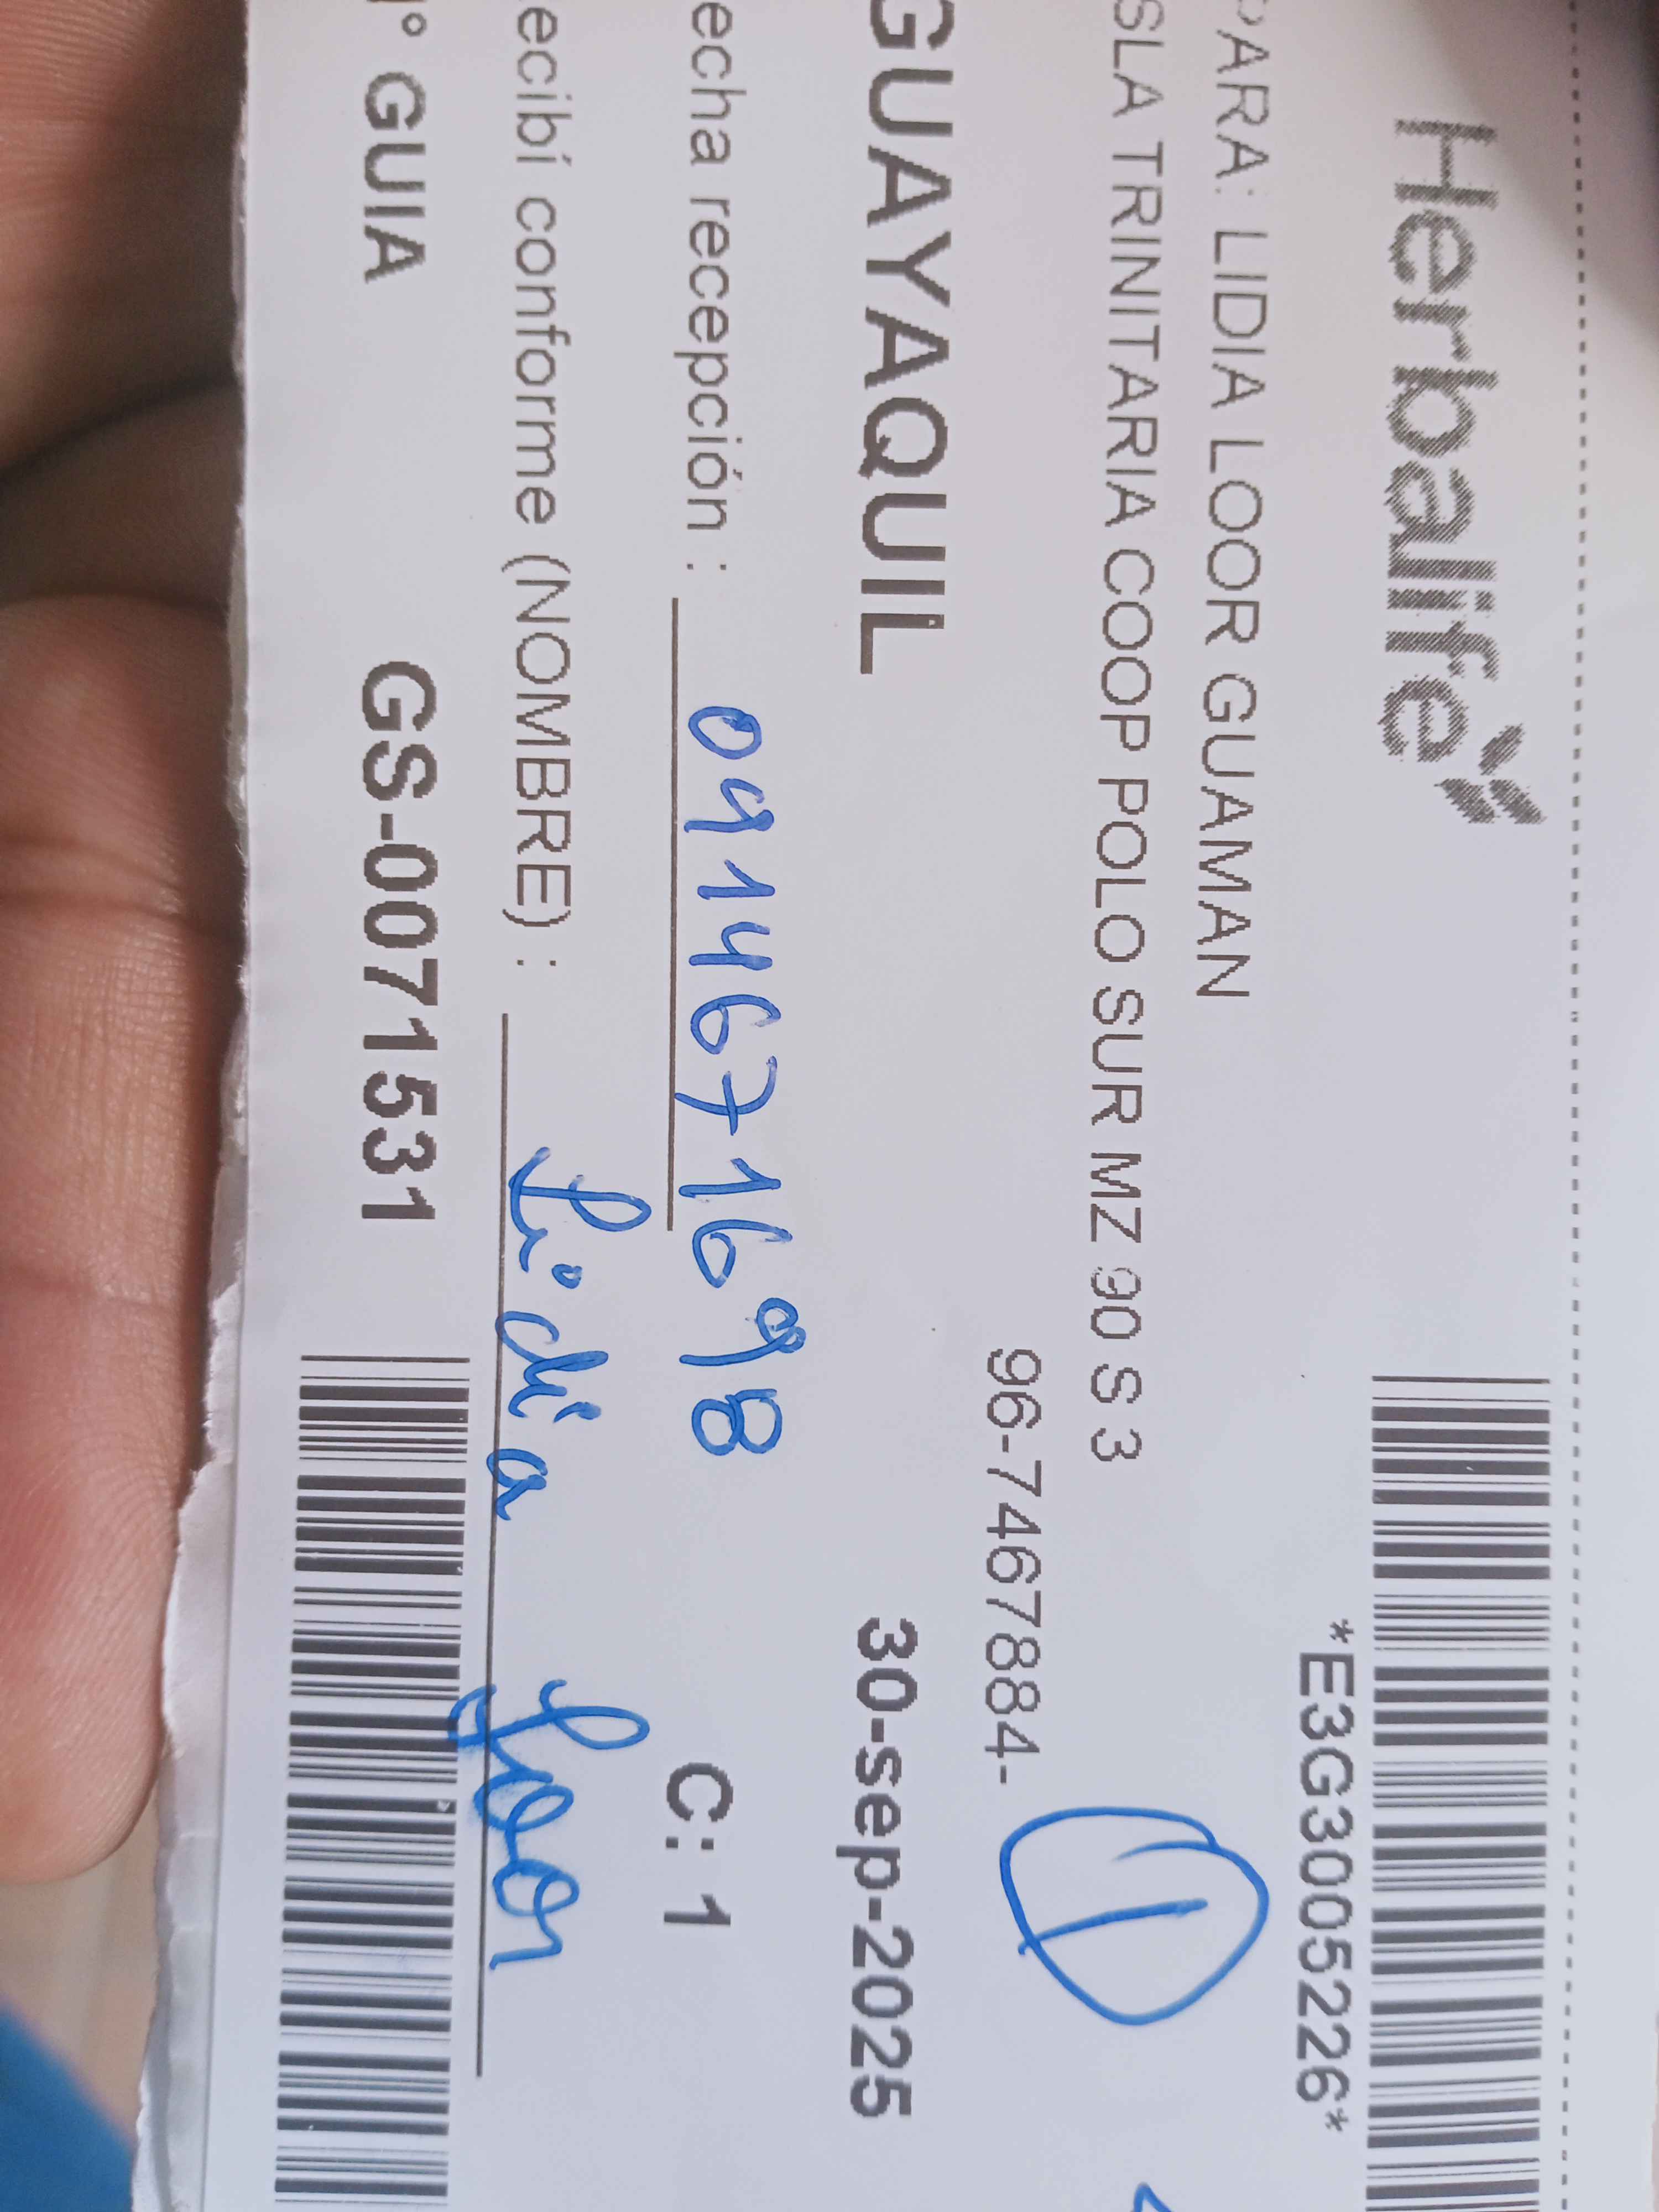 Herbalife
*E3G3005226*
PARA: LIDIA LOOR GUAMAN
SLA TRINITARIA COOP POLO SUR MZ 90 S 3
96-7467884-
GUAYAQUIL 30-sep-2025
echa recepción : 0914671698 C: 1
ecibí conforme (NOMBRE) : Lidia Loor
° GUIA GS-0071531